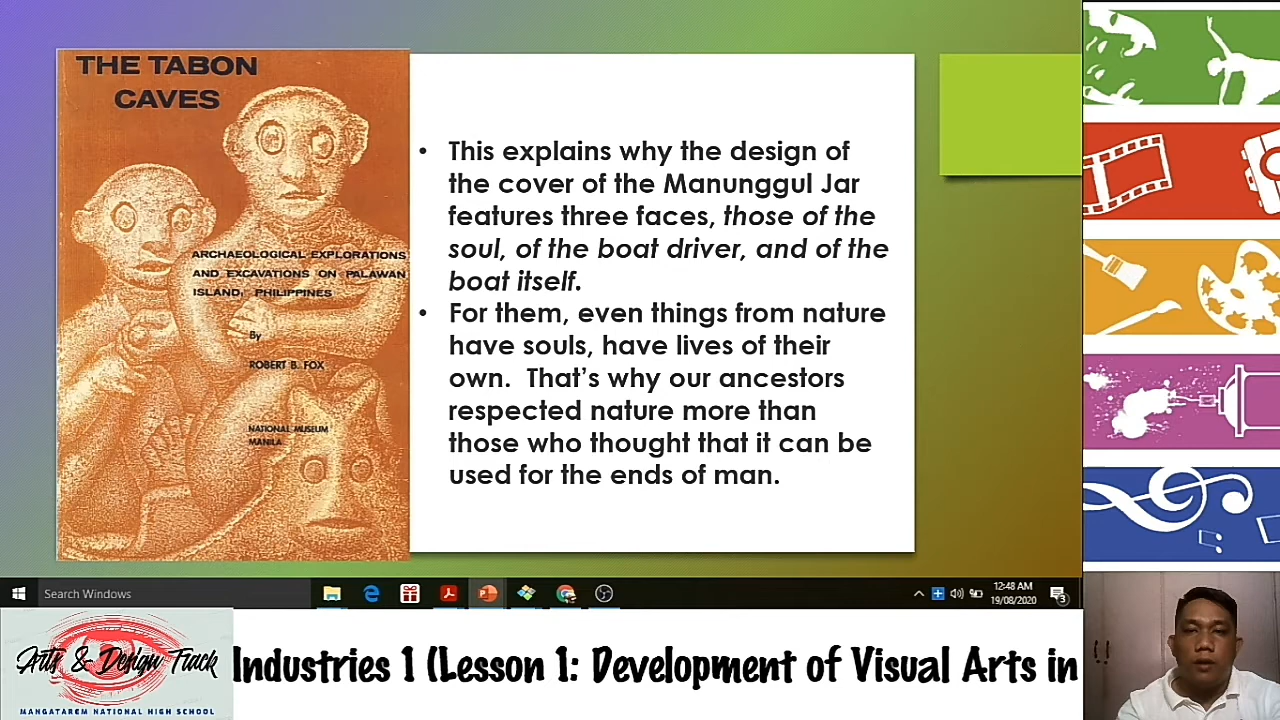 THE TABON
CAVES
ARCHAEOLOGICAL EXPLORATIONS
AND EXCAVATIONS ON PALAWAN
ISLAND, PHILIPPINES
By
ROBERT B. FOX
NATIONAL MUSEUM
MANILA
• This explains why the design of
the cover of the Manunggul Jar
features three faces, those of the
soul, of the boat driver, and of the
boat itself.
• For them, even things from nature
have souls, have lives of their
own. That's why our ancestors
respected nature more than
those who thought that it can be
used for the ends of man.
Search Windows
12:48 AM
19/08/2020
3
Arts & Design Track
MANGATAREM NATIONAL HIGH SCHOOL
Industries 1 (Lesson 1: Development of Visual Arts in